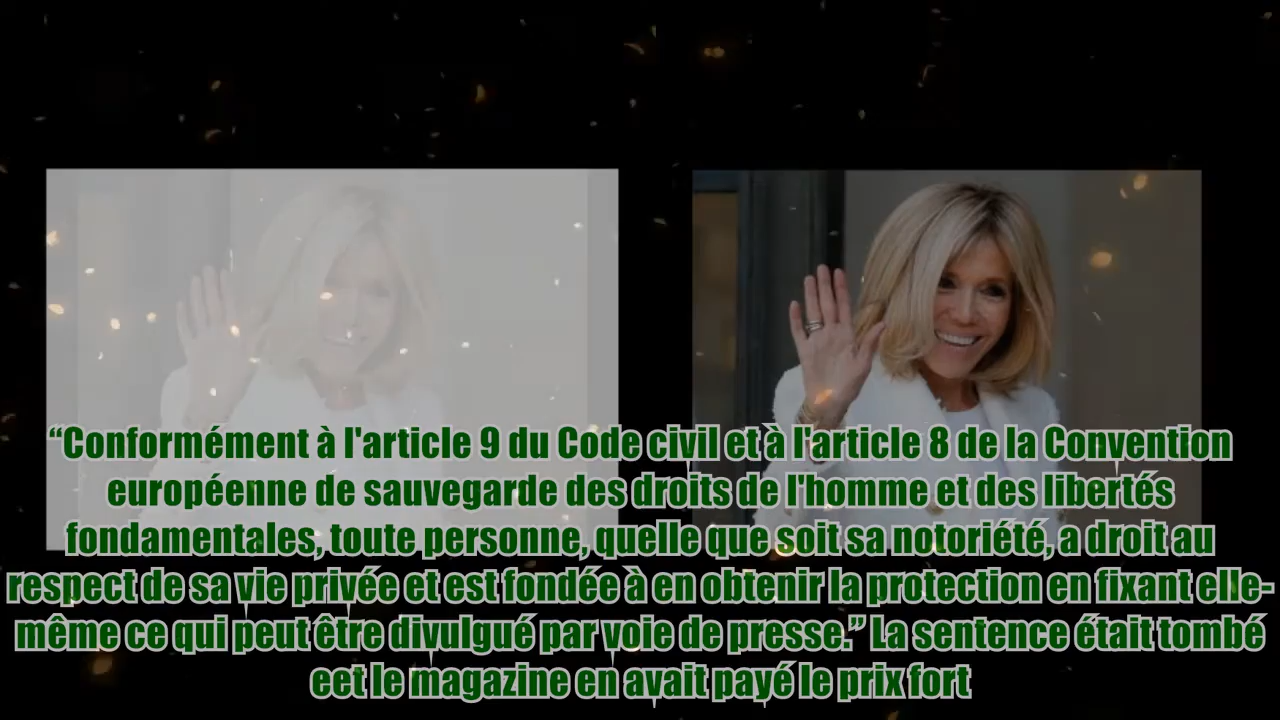 “Conformément à l'article 9 du Code civil et à l'article 8 de la Convention
européenne de sauvegarde des droits de l'homme et des libertés
fondamentales, toute personne, quelle que soit sa notoriété, a droit au
respect de sa vie privée et est fondée à en obtenir la protection en fixant elle-
même ce qui peut être divulgué par voie de presse.” La sentence était tombé
eet le magazine en avait payé le prix fort